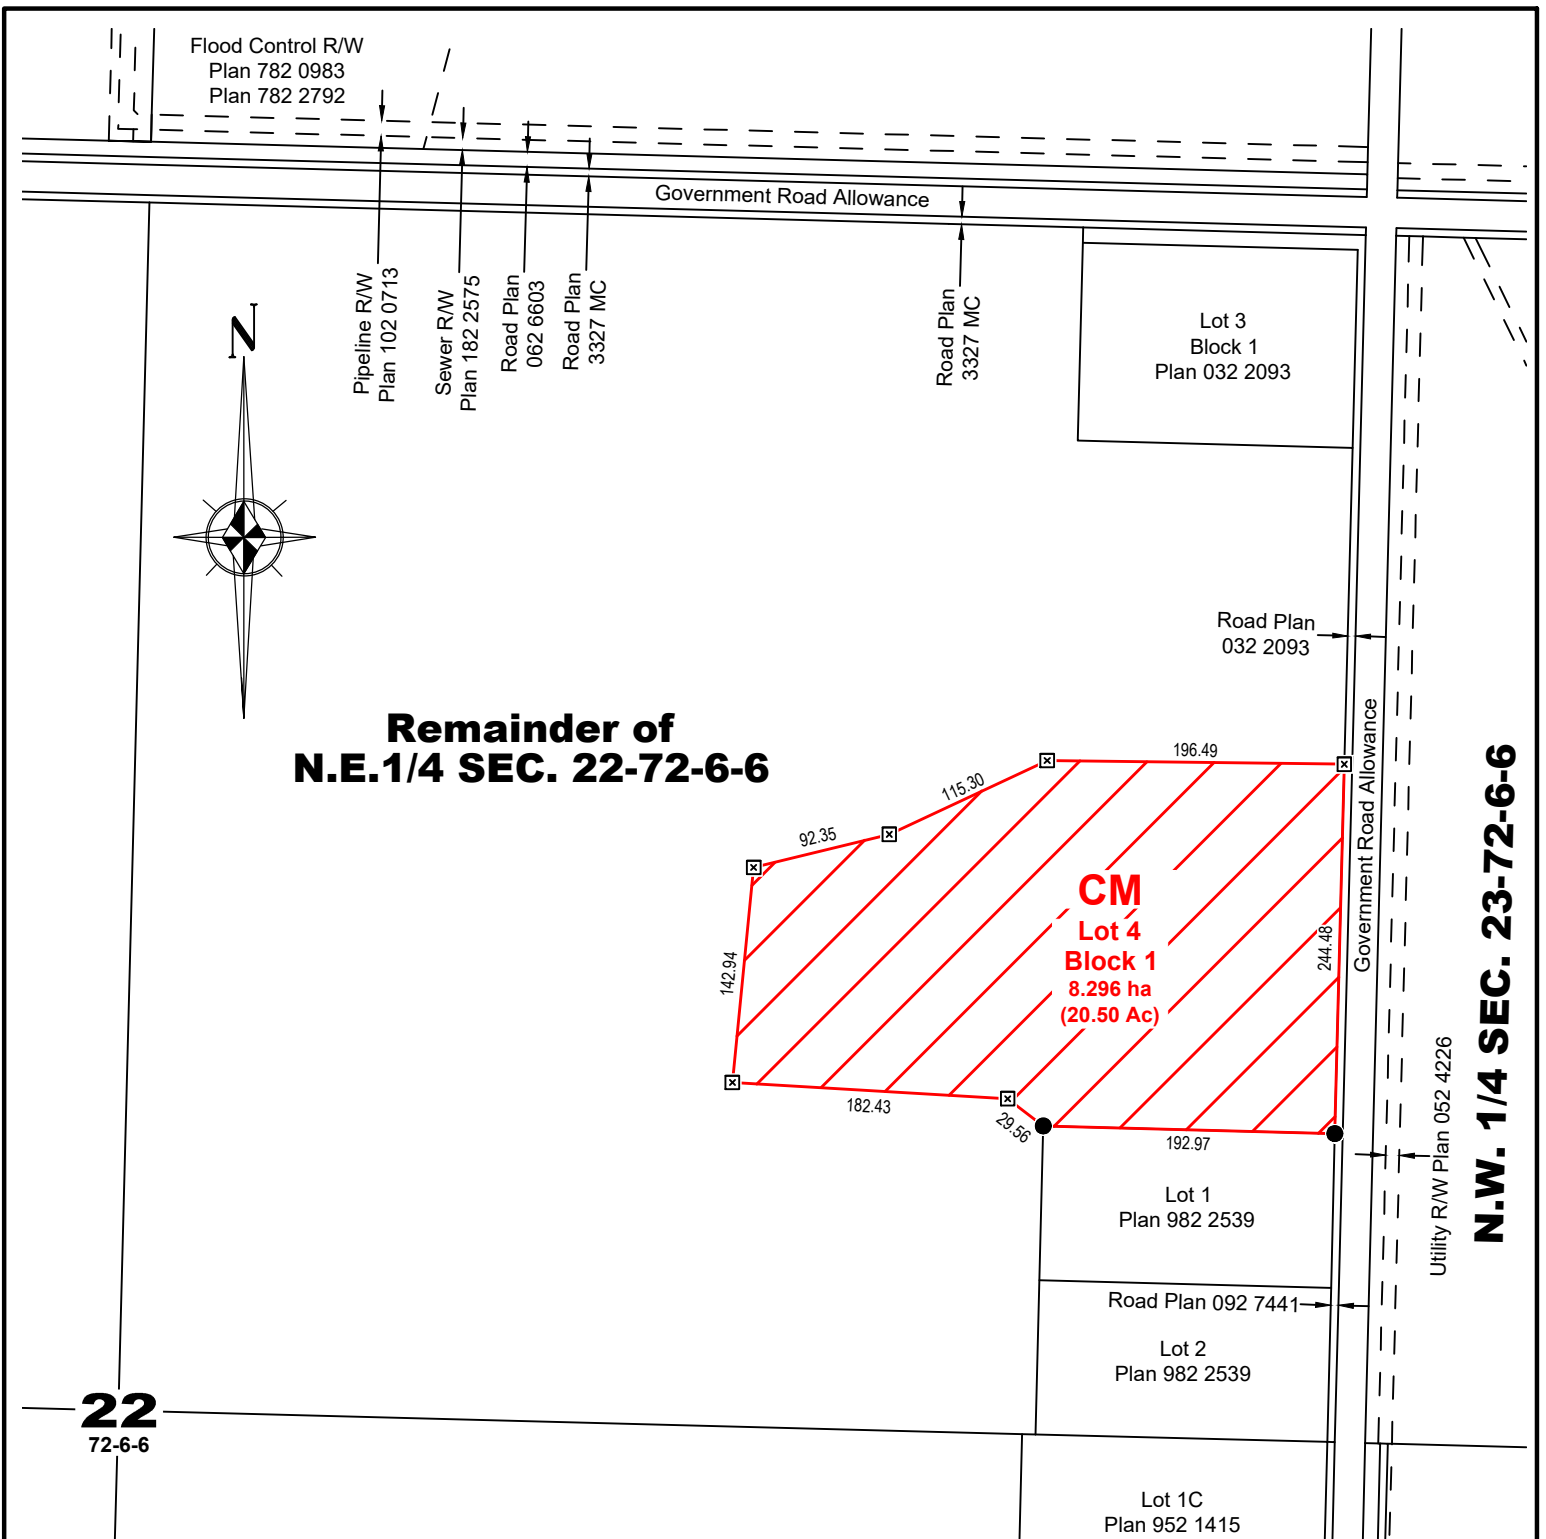 Flood Control R/W
Plan 782 0983
Plan 782 2792
Government Road Allowance
Pipeline R/W
Plan 102 0713
Sewer R/W
Plan 182 2575
Road Plan
062 6603
Road Plan
3327 MC
Road Plan
3327 MC
Lot 3
Block 1
Plan 032 2093
N
Road Plan
032 2093
Remainder of
N.E.1/4 SEC. 22-72-6-6
196.49
115.30
92.35
142.94
182.43
29.56
192.97
244.48
CM
Lot 4
Block 1
8.296 ha
(20.50 Ac)
Government Road Allowance
N.W. 1/4 SEC. 23-72-6-6
Utility R/W Plan 052 4226
Lot 1
Plan 982 2539
Road Plan 092 7441
Lot 2
Plan 982 2539
22
72-6-6
Lot 1C
Plan 952 1415